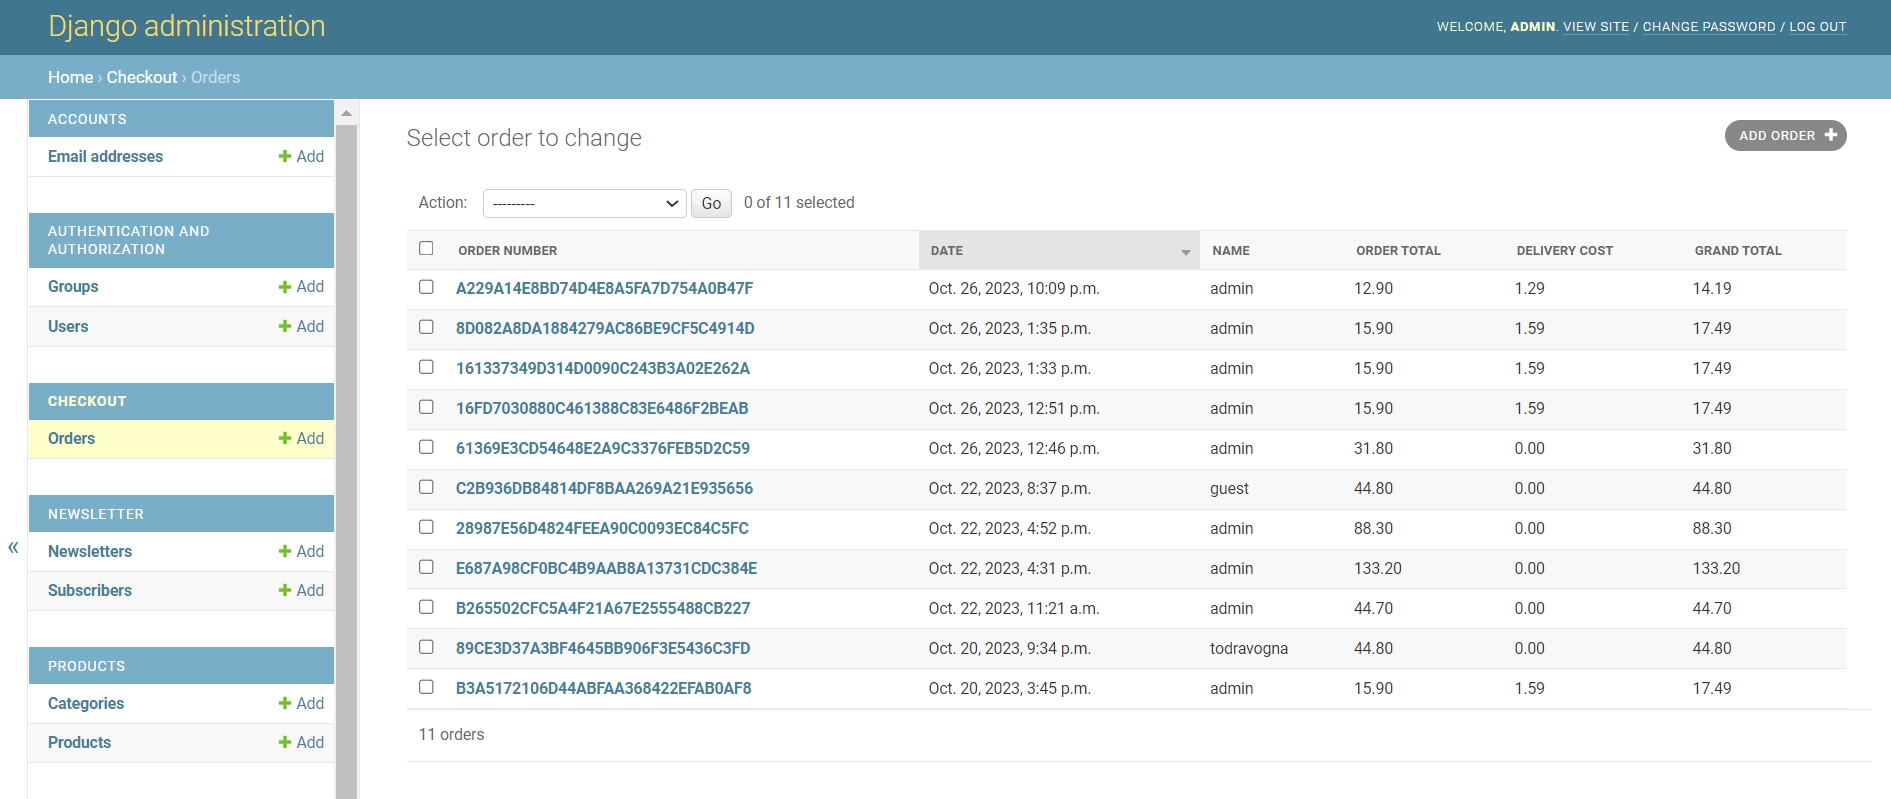 Django administration
WELCOME, ADMIN. VIEW SITE / CHANGE PASSWORD / LOG OUT
Home › Checkout › Orders
ACCOUNTS
Email addresses + Add
AUTHENTICATION AND
AUTHORIZATION
Groups + Add
Users + Add
CHECKOUT
Orders + Add
NEWSLETTER
Newsletters + Add
Subscribers + Add
PRODUCTS
Categories + Add
Products + Add
«
Select order to change
ADD ORDER +
Action: --------- Go 0 of 11 selected
ORDER NUMBER DATE NAME ORDER TOTAL DELIVERY COST GRAND TOTAL
A229A14E8BD74D4E8A5FA7D754A0B47F Oct. 26, 2023, 10:09 p.m. admin 12.90 1.29 14.19
8D082A8DA1884279AC86BE9CF5C4914D Oct. 26, 2023, 1:35 p.m. admin 15.90 1.59 17.49
161337349D314D0090C243B3A02E262A Oct. 26, 2023, 1:33 p.m. admin 15.90 1.59 17.49
16FD7030880C461388C83E6486F2BEAB Oct. 26, 2023, 12:51 p.m. admin 15.90 1.59 17.49
61369E3CD54648E2A9C3376FEB5D2C59 Oct. 26, 2023, 12:46 p.m. admin 31.80 0.00 31.80
C2B936DB84814DF8BAA269A21E935656 Oct. 22, 2023, 8:37 p.m. guest 44.80 0.00 44.80
28987E56D4824FEEA90C0093EC84C5FC Oct. 22, 2023, 4:52 p.m. admin 88.30 0.00 88.30
E687A98CF0BC4B9AAB8A13731CDC384E Oct. 22, 2023, 4:31 p.m. admin 133.20 0.00 133.20
B265502CFC5A4F21A67E2555488CB227 Oct. 22, 2023, 11:21 a.m. admin 44.70 0.00 44.70
89CE3D37A3BF4645BB906F3E5436C3FD Oct. 20, 2023, 9:34 p.m. todravogna 44.80 0.00 44.80
B3A5172106D44ABFAA368422EFAB0AF8 Oct. 20, 2023, 3:45 p.m. admin 15.90 1.59 17.49
11 orders